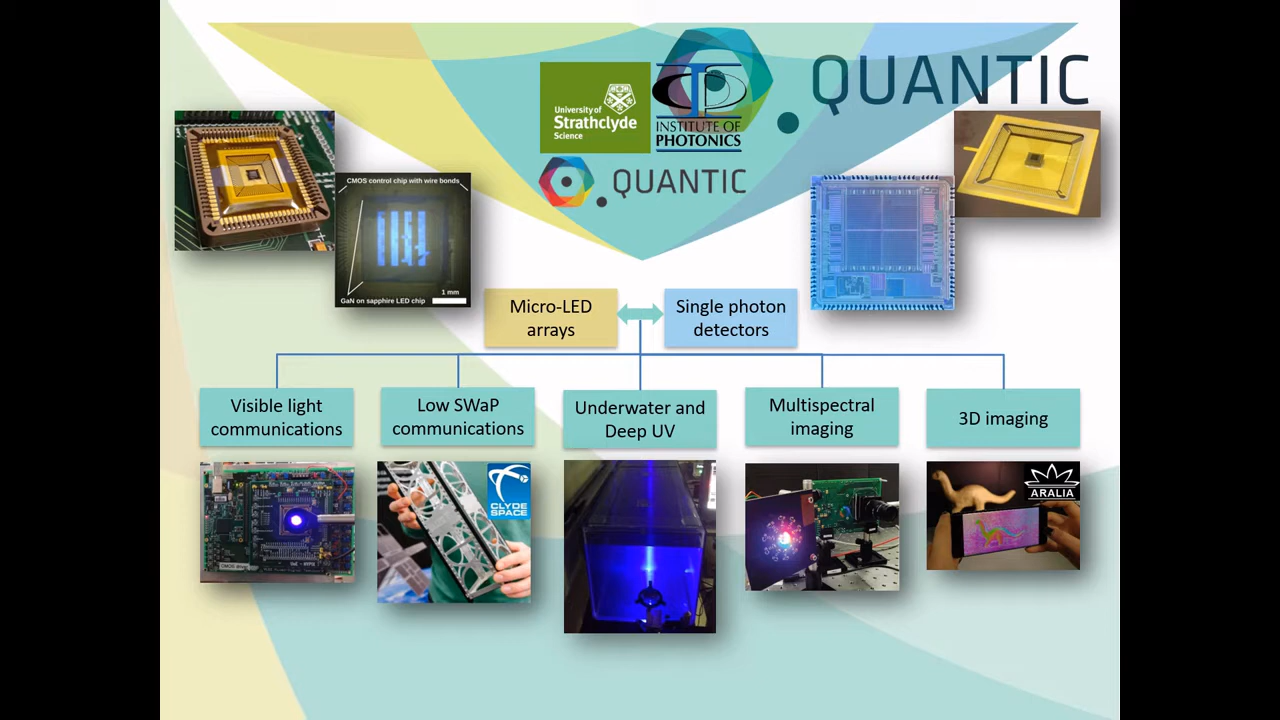 QUANTIC
University of
Strathclyde
Science
INSTITUTE OF
PHOTONICS
QUANTIC
CMOS control chip with wire bonds
1 mm
GaN on sapphire LED chip
Micro-LED
arrays
Single photon
detectors
Visible light
communications
Low SWaP
communications
Underwater and
Deep UV
Multispectral
imaging
3D imaging
CLYDE
SPACE
ARALIA